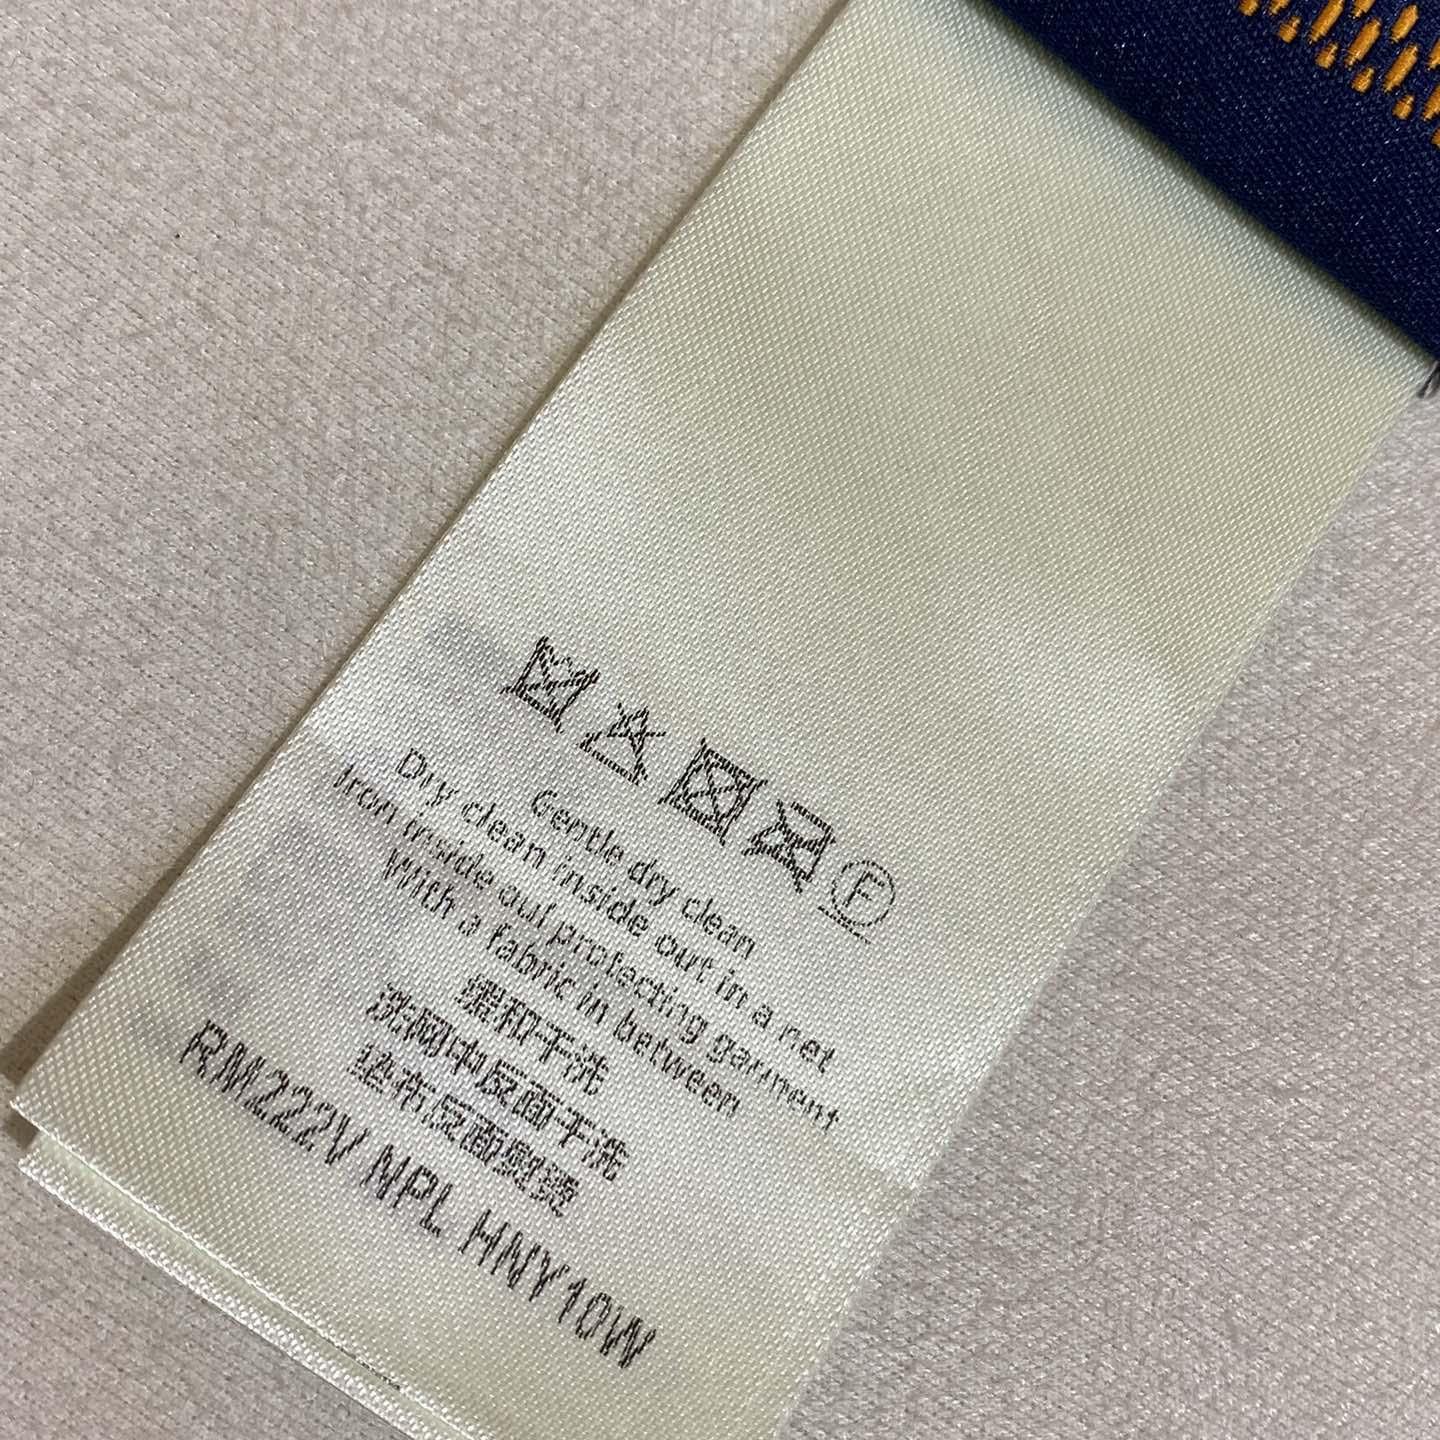 F
Gentle dry clean
Dry clean inside out in a net
Iron inside out protecting garment
With a fabric in between
缓和干洗
洗网中反面干洗
垫布反面熨烫
RM222V NPL HNY10W